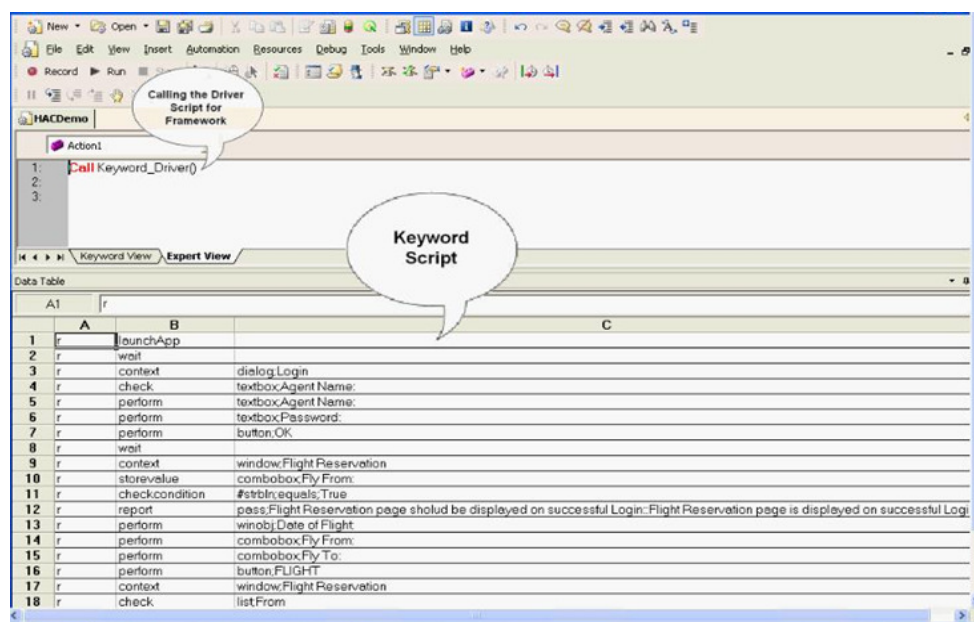 New Open
File Edit View Insert Automation Resources Debug Tools Window Help
Record Run
Calling the Driver
Script for
Framework
HACDemo
Action1
1: Call Keyword_Driver()
2:
3:
Keyword
Script
Keyword View Expert View
Data Table
A1 r
A B C
1 r launchApp
2 r wait
3 r context dialog;Login
4 r check textbox;Agent Name:
5 r perform textbox;Agent Name:
6 r perform textbox;Password:
7 r perform button;OK
8 r wait
9 r context window;Flight Reservation
10 r storevalue combobox;Fly From:
11 r checkcondition #strbln;equals;True
12 r report pass;Flight Reservation page sholud be displayed on successful Login::Flight Reservation page is displayed on successful Logi
13 r perform winobj;Date of Flight:
14 r perform combobox;Fly From:
15 r perform combobox;Fly To:
16 r perform button;FLIGHT
17 r context window;Flight Reservation
18 r check list;From